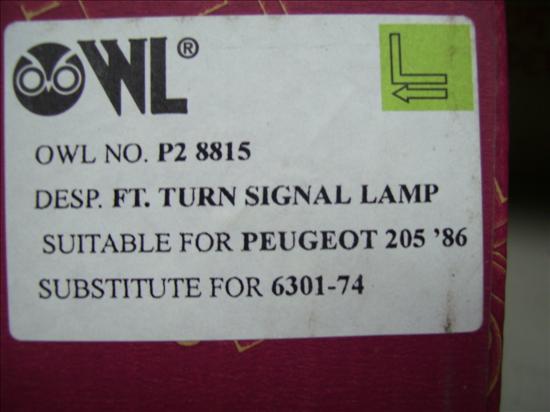 OWL®
OWL NO. P2 8815
DESP. FT. TURN SIGNAL LAMP
SUITABLE FOR PEUGEOT 205 '86
SUBSTITUTE FOR 6301-74